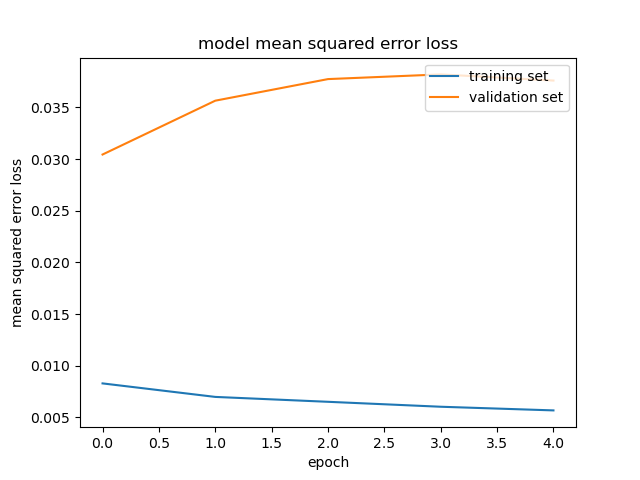 model mean squared error loss
training set
validation set
0.035
0.030
0.025
0.020
0.015
0.010
0.005
mean squared error loss
0.0 0.5 1.0 1.5 2.0 2.5 3.0 3.5 4.0
epoch